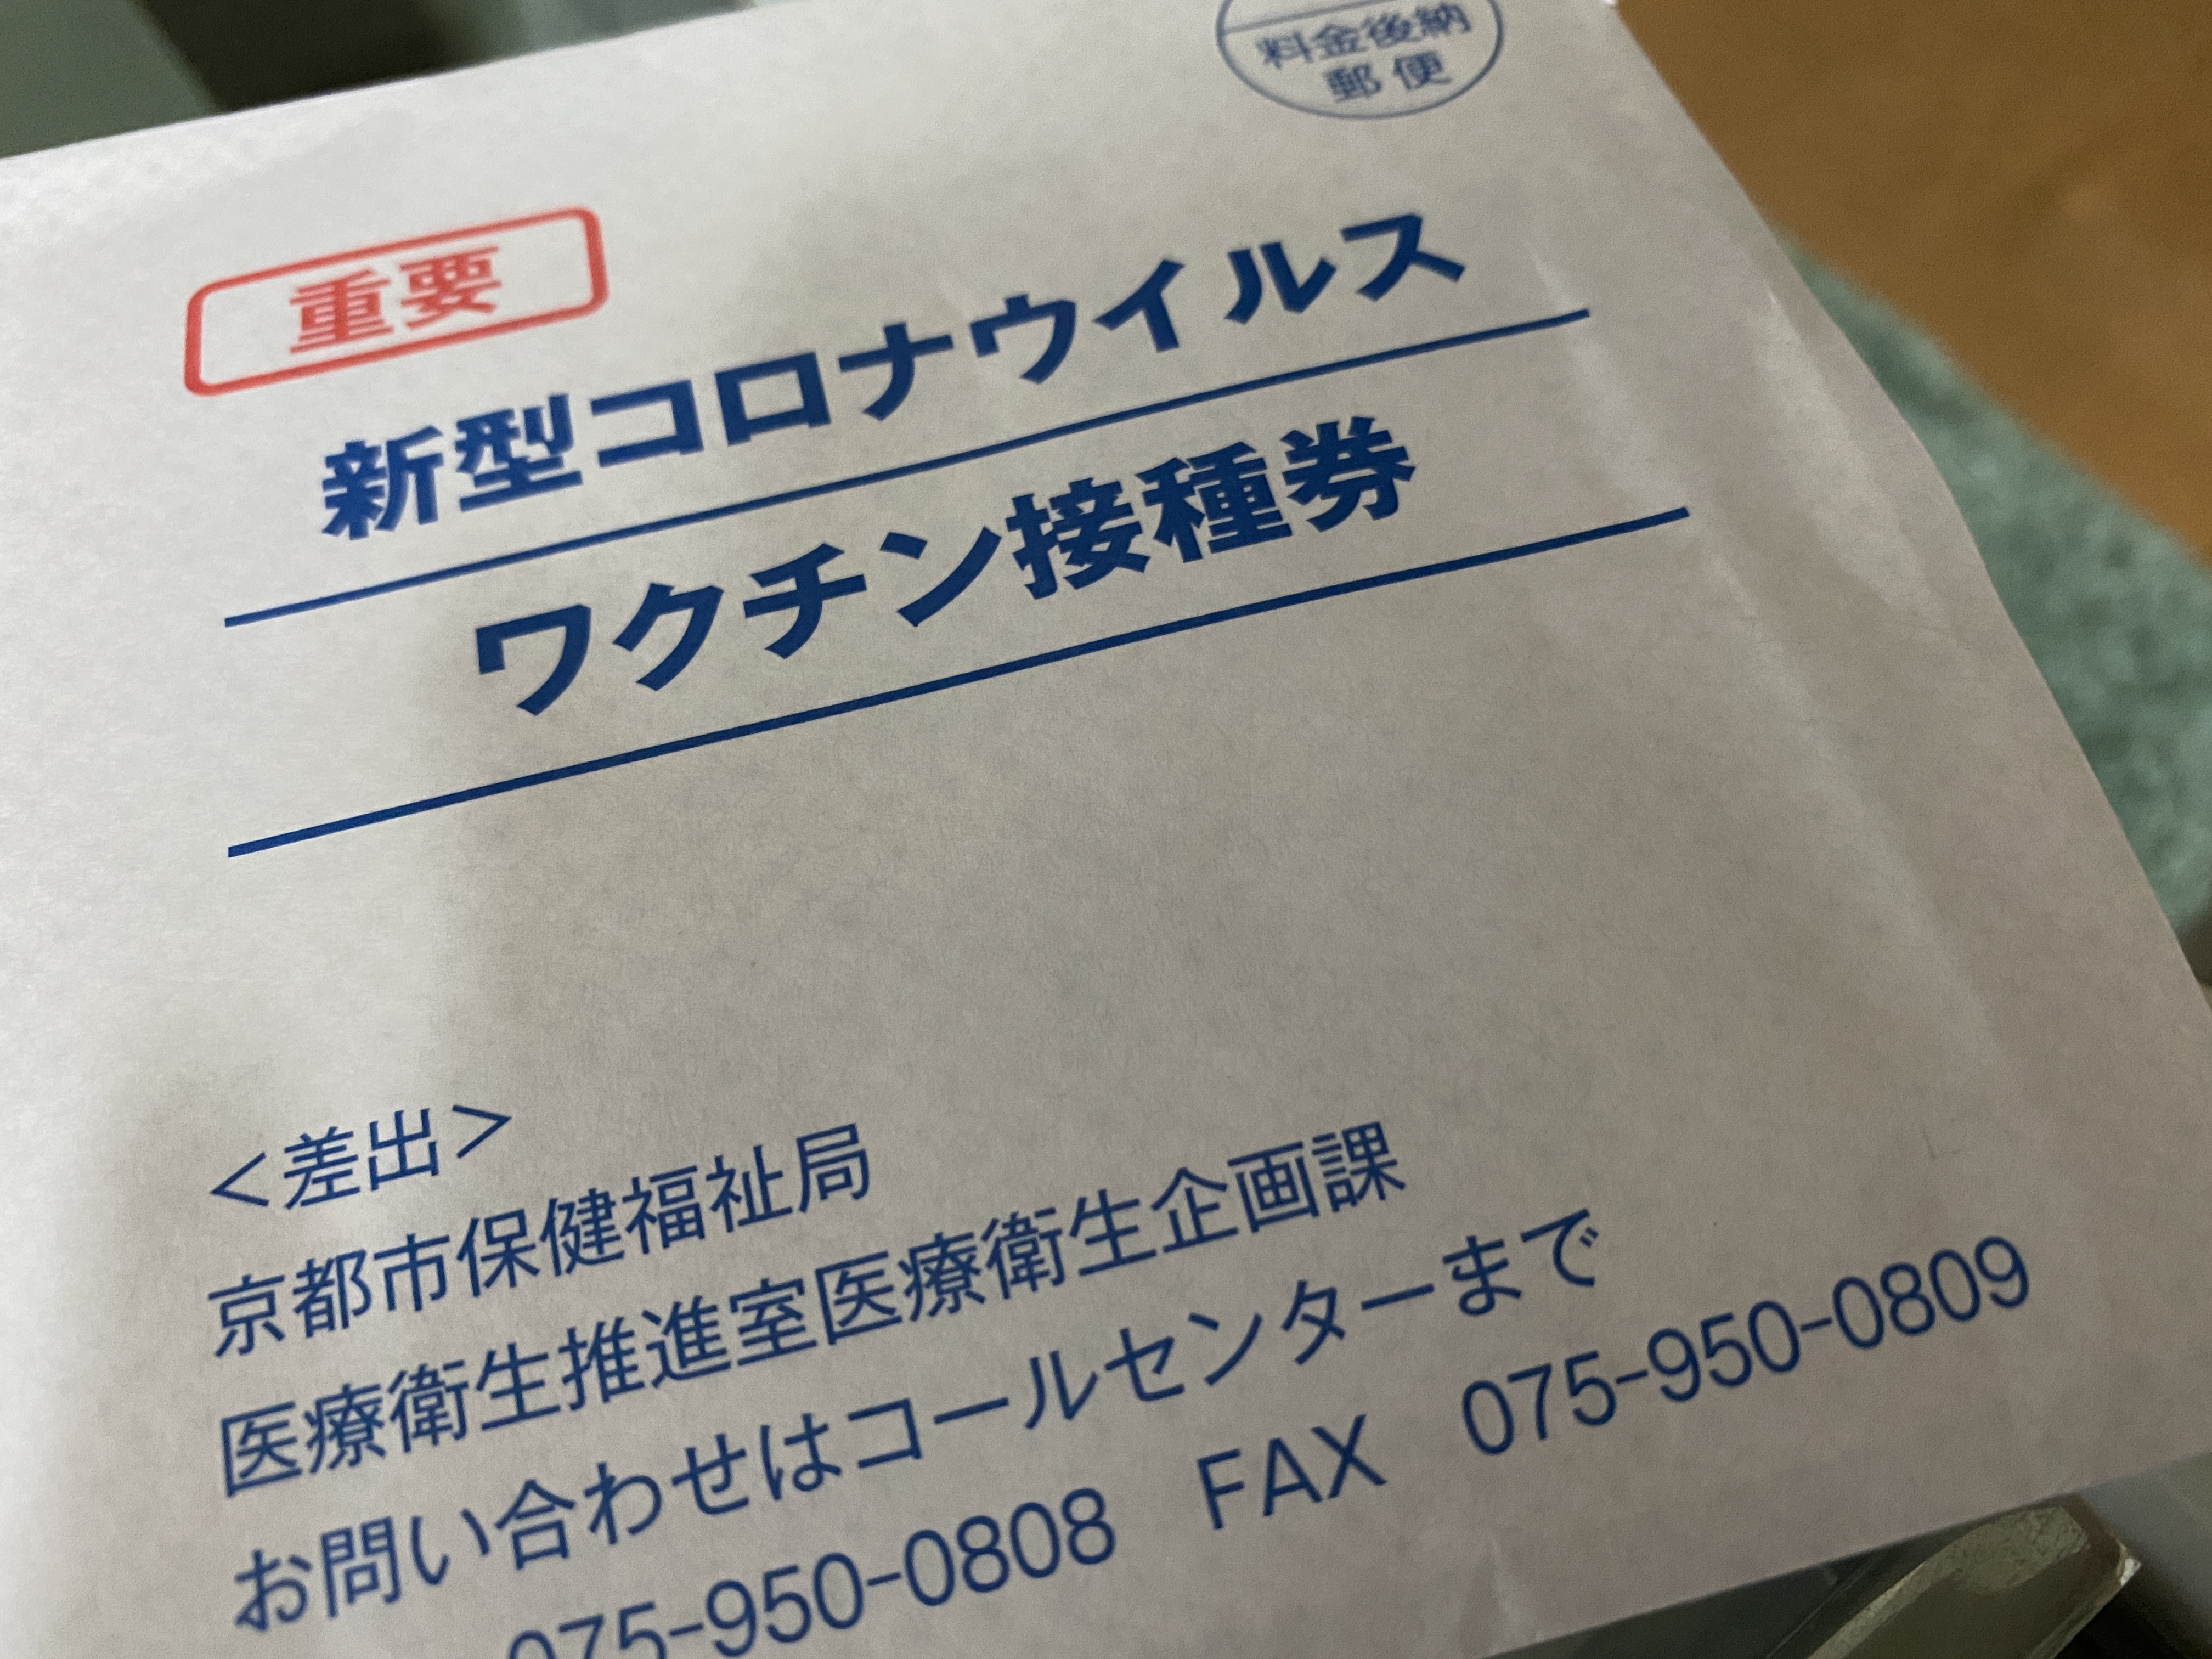 料金後納
郵便
重要
新型コロナウイルス
ワクチン接種券
＜差出＞
京都市保健福祉局
医療衛生推進室医療衛生企画課
お問い合わせはコールセンターまで
075-950-0808 FAX 075-950-0809